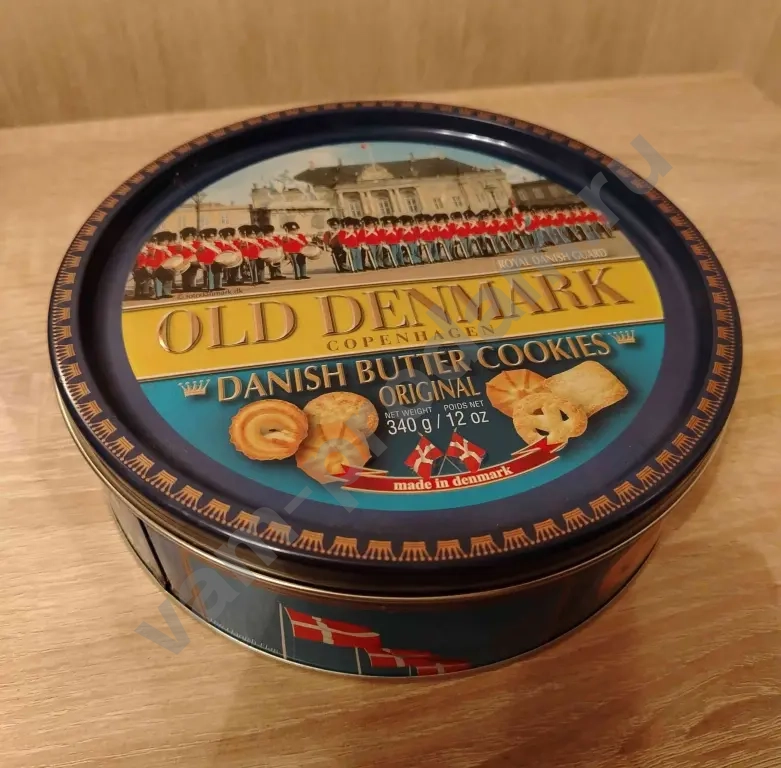 ROYAL DANISH GUARD
OLD DENMARK
COPENHAGEN
DANISH BUTTER COOKIES
ORIGINAL
NET WEIGHT POIDS NET
340 g / 12 oz
made in denmark